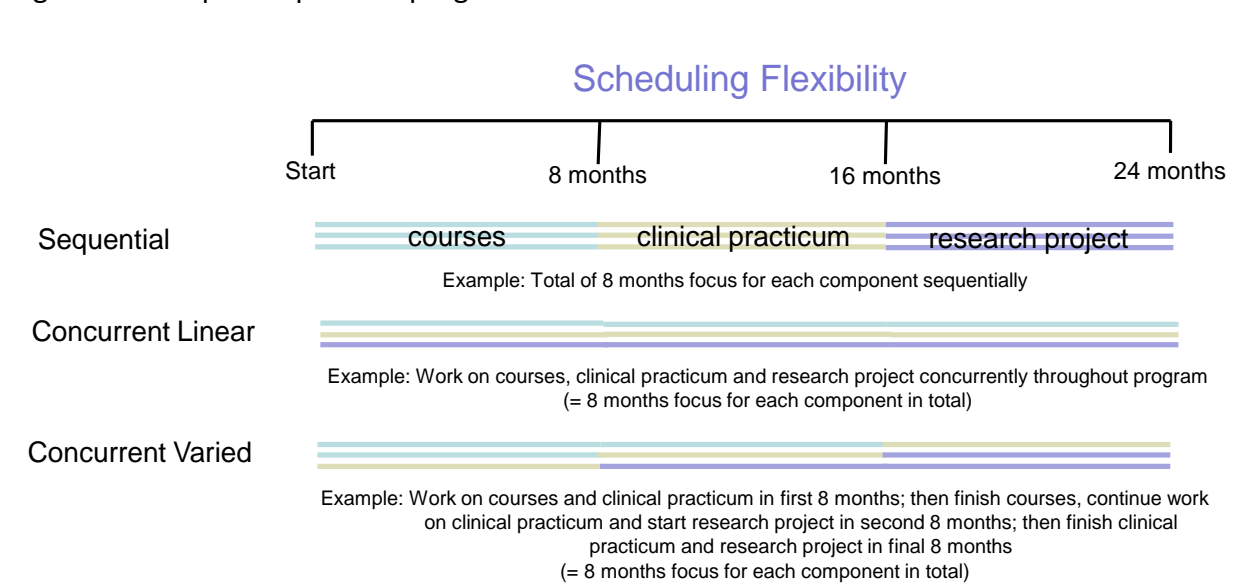 Scheduling Flexibility
Start
8 months
16 months
24 months
Sequential
courses
clinical practicum
research project
Example: Total of 8 months focus for each component sequentially
Concurrent Linear
Example: Work on courses, clinical practicum and research project concurrently throughout program
(= 8 months focus for each component in total)
Concurrent Varied
Example: Work on courses and clinical practicum in first 8 months; then finish courses, continue work
on clinical practicum and start research project in second 8 months; then finish clinical
practicum and research project in final 8 months
(= 8 months focus for each component in total)